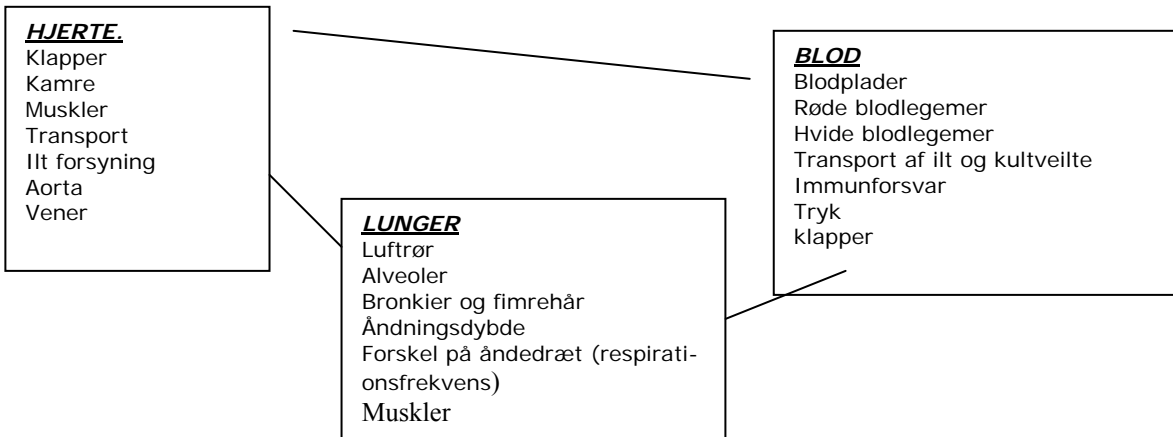 HJERTE.
Klapper
Kamre
Muskler
Transport
Ilt forsyning
Aorta
Vener
BLOD
Blodplader
Røde blodlegemer
Hvide blodlegemer
Transport af ilt og kultveilte
Immunforsvar
Tryk
klapper
LUNGER
Luftrør
Alveoler
Bronkier og fimrehår
Åndningsdybde
Forskel på åndedræt (respirati-
onsfrekvens)
Muskler